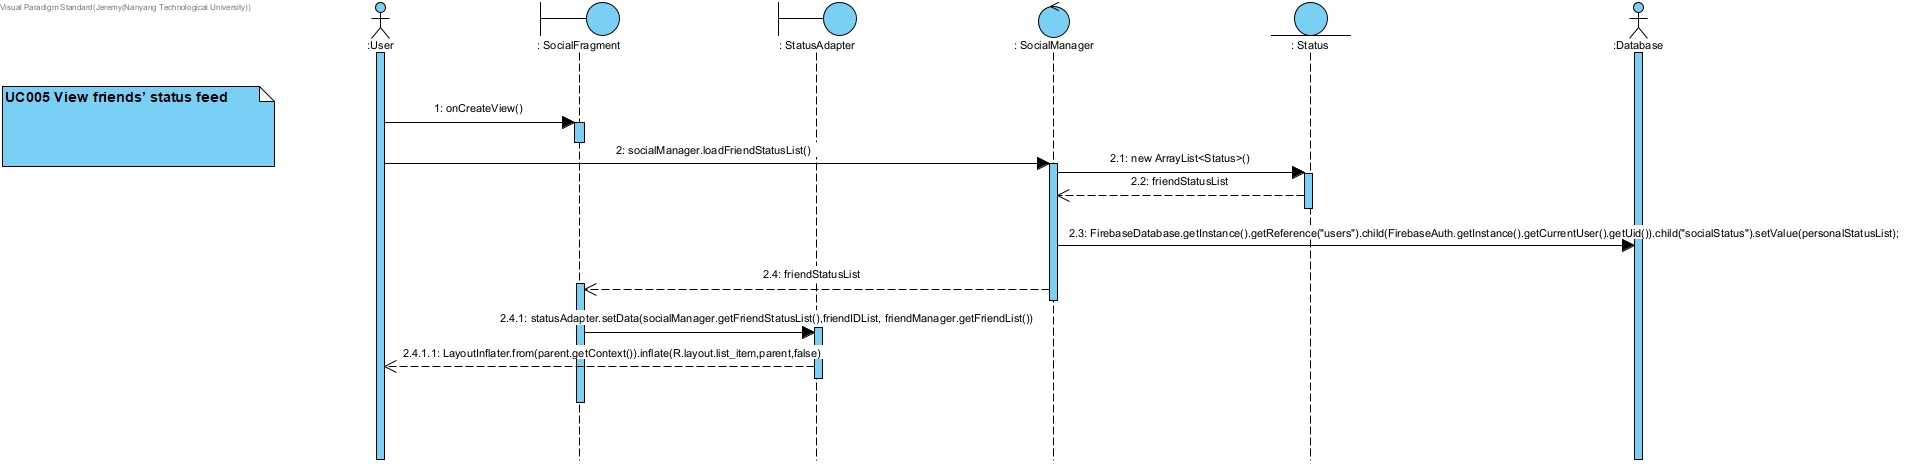 Visual Paradigm Standard(Jeremy(Nanyang Technological University))
:User
: SocialFragment
: StatusAdapter
: SocialManager
: Status
:Database
UC005 View friends' status feed
1: onCreateView()
2: socialManager.loadFriendStatusList()
2.1: new ArrayList<Status>()
2.2: friendStatusList
2.3: FirebaseDatabase.getInstance().getReference("users").child(FirebaseAuth.getInstance().getCurrentUser().getUid()).child("socialStatus").setValue(personalStatusList);
2.4: friendStatusList
2.4.1: statusAdapter.setData(socialManager.getFriendStatusList(),friendIDList, friendManager.getFriendList())
2.4.1.1: LayoutInflater.from(parent.getContext()).inflate(R.layout.list_item,parent,false)